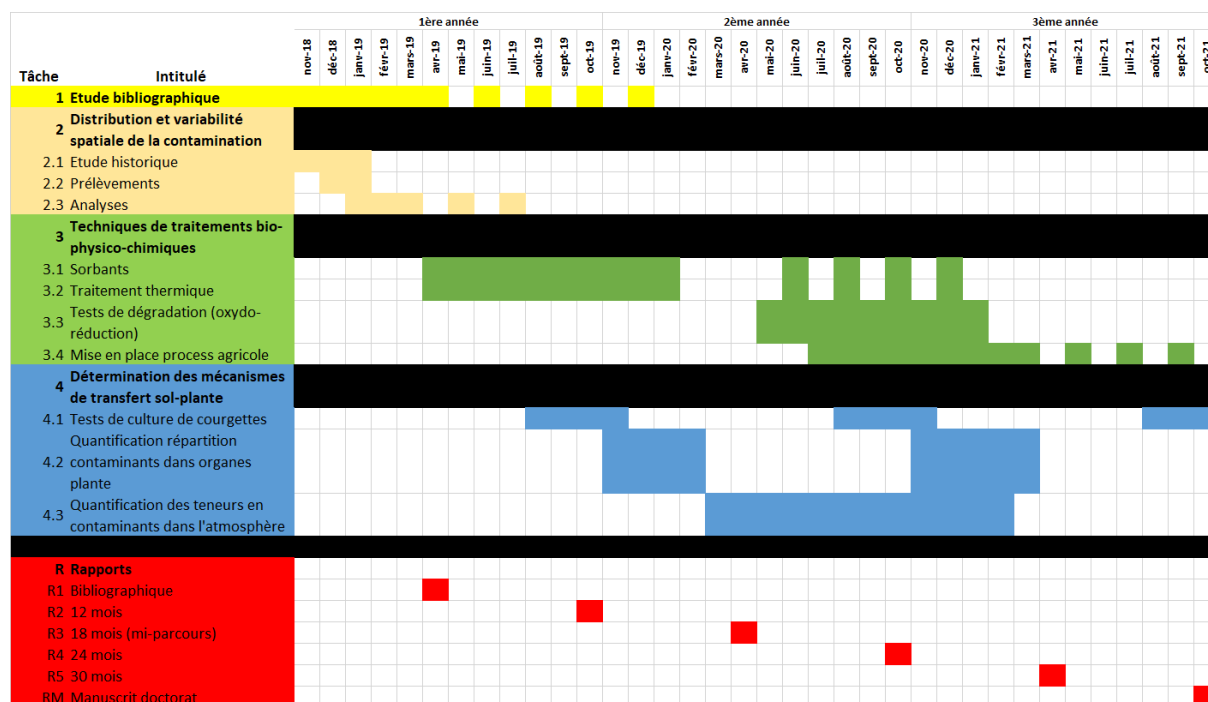 1ère année 2ème année 3ème année
nov-18 déc-18 janv-19 févr-19 mars-19 avr-19 mai-19 juin-19 juil-19 août-19 sept-19 oct-19 nov-19 déc-19 janv-20 févr-20 mars-20 avr-20 mai-20 juin-20 juil-20 août-20 sept-20 oct-20 nov-20 déc-20 janv-21 févr-21 mars-21 avr-21 mai-21 juin-21 juil-21 août-21 sept-21
Tâche Intitulé
1 Etude bibliographique
Distribution et variabilité
2 spatiale de la contamination
2.1 Etude historique
2.2 Prélèvements
2.3 Analyses
Techniques de traitements bio-
3 physico-chimiques
3.1 Sorbants
3.2 Traitement thermique
Tests de dégradation (oxydo-
3.3 réduction)
3.4 Mise en place process agricole
Détermination des mécanismes
4 de transfert sol-plante
4.1 Tests de culture de courgettes
Quantification répartition
4.2 contaminants dans organes
plante
Quantification des teneurs en
4.3 contaminants dans l'atmosphère
R Rapports
R1 Bibliographique
R2 12 mois
R3 18 mois (mi-parcours)
R4 24 mois
R5 30 mois
RM Manuscrit doctorat